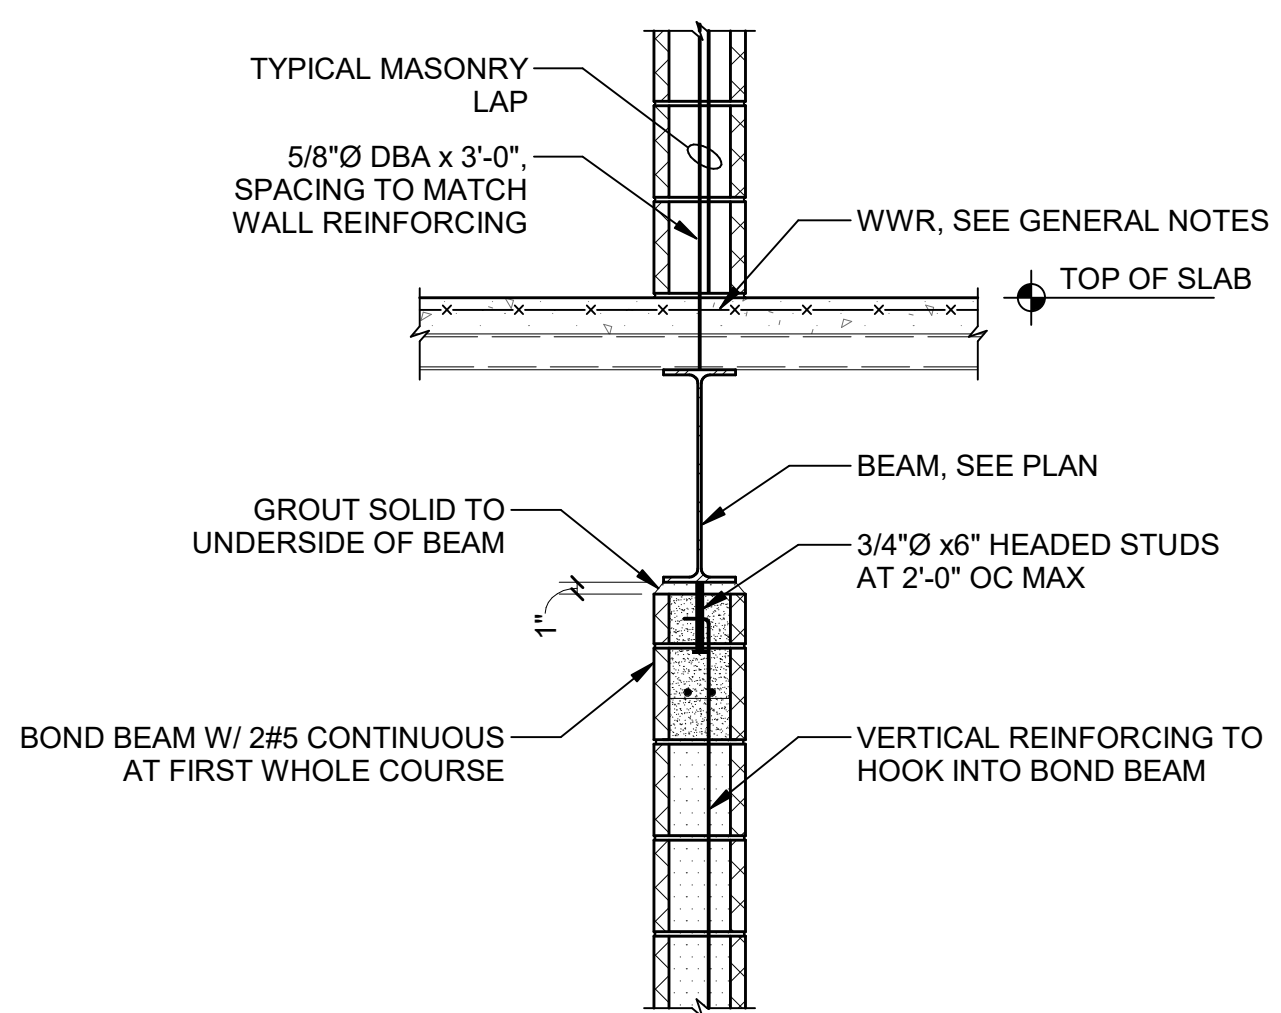 TYPICAL MASONRY
LAP
5/8"Ø DBA x 3'-0",
SPACING TO MATCH
WALL REINFORCING
WWR, SEE GENERAL NOTES
TOP OF SLAB
BEAM, SEE PLAN
GROUT SOLID TO
UNDERSIDE OF BEAM
3/4"Ø x6" HEADED STUDS
AT 2'-0" OC MAX
1"
BOND BEAM W/ 2#5 CONTINUOUS
AT FIRST WHOLE COURSE
VERTICAL REINFORCING TO
HOOK INTO BOND BEAM